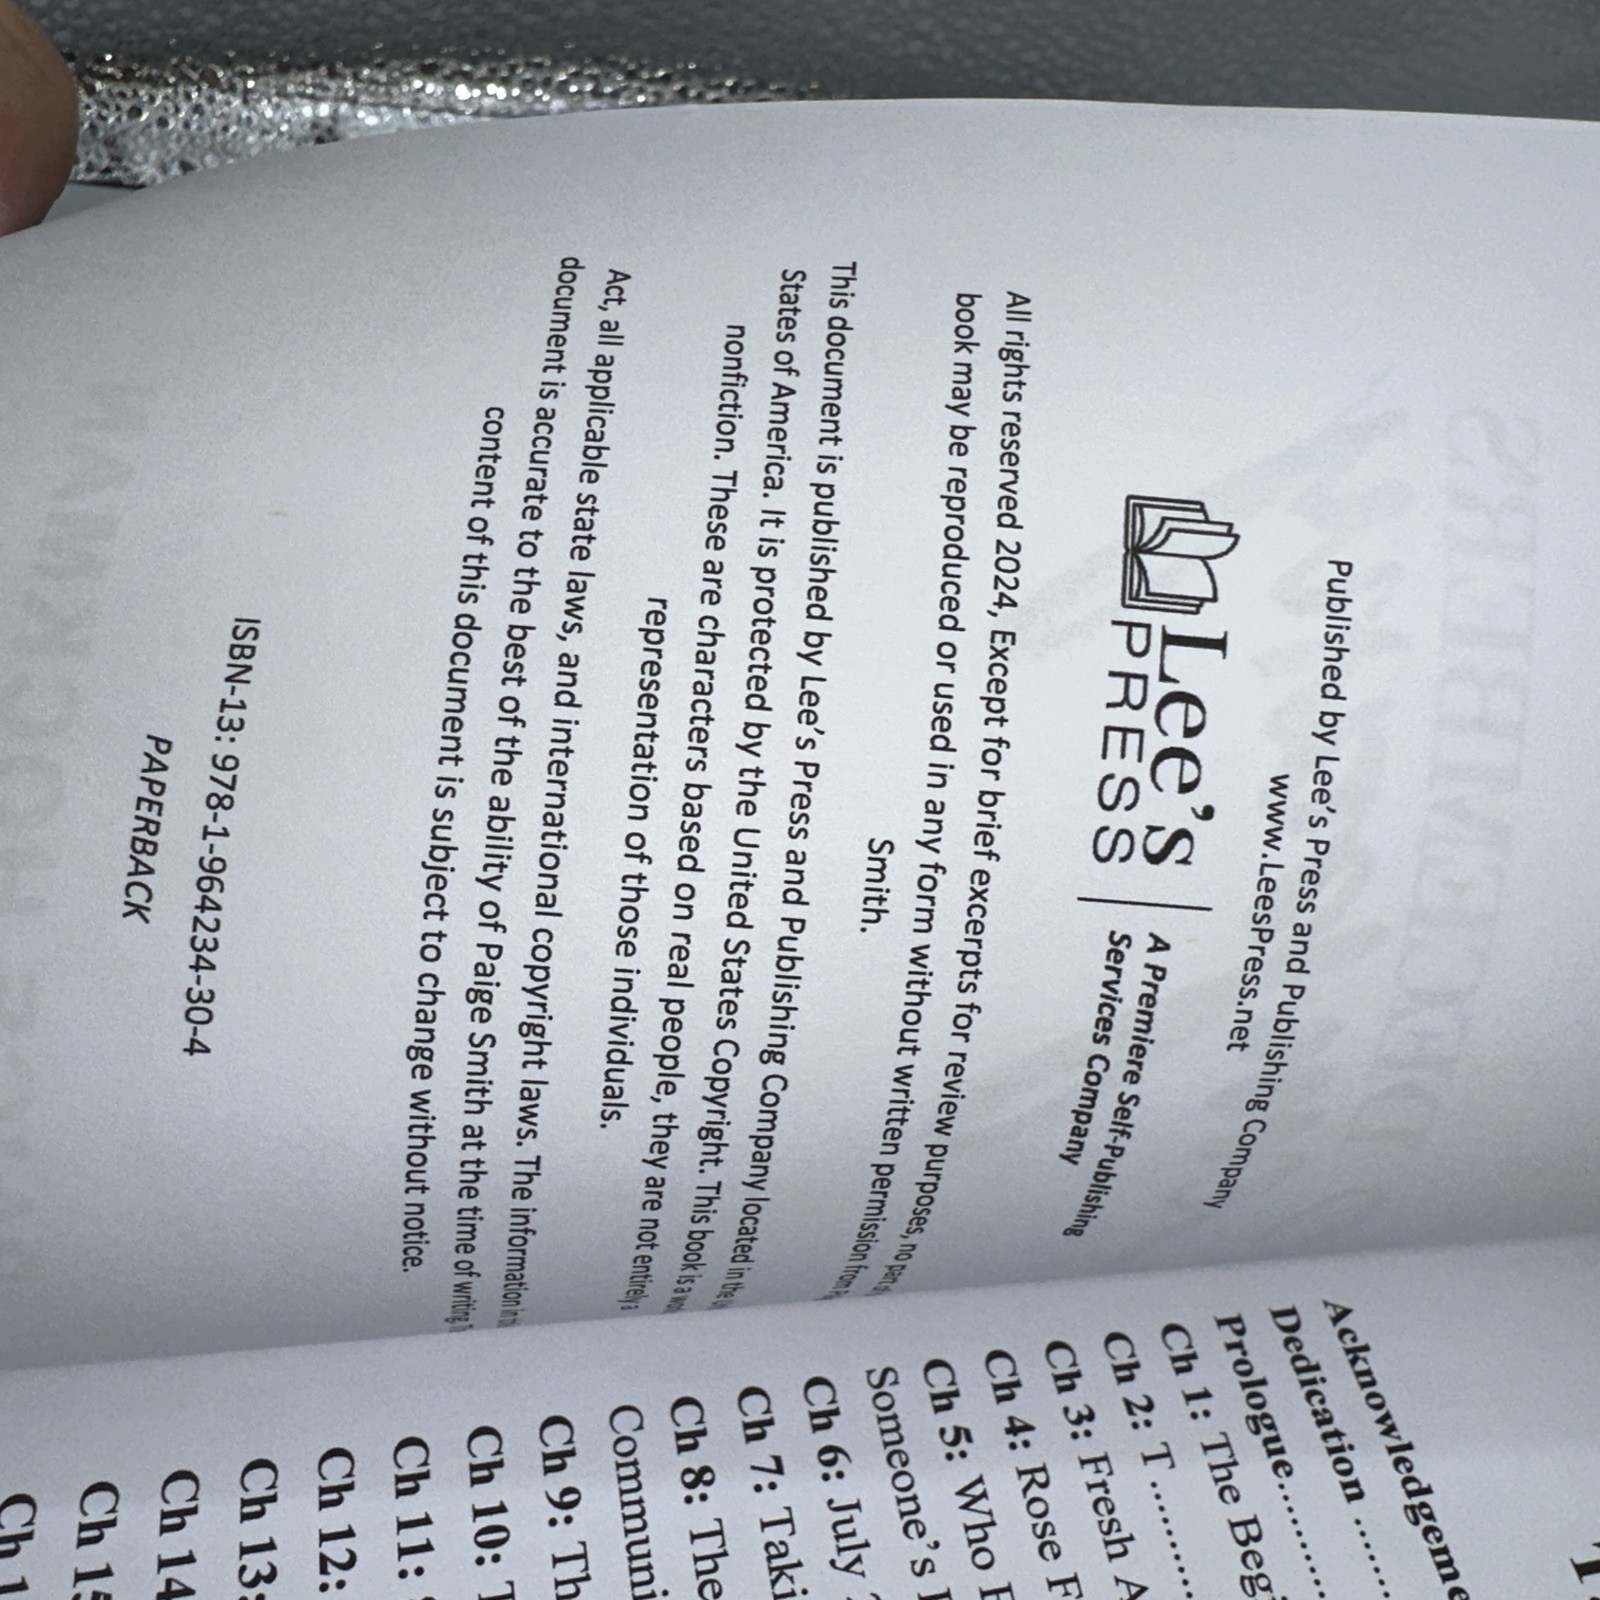 Published by Lee's Press and Publishing Company
www.LeesPress.net
Lee's
PRESS
A Premiere Self-Publishing
Services Company
All rights reserved 2024, Except for brief excerpts for review purposes, no part of
book may be reproduced or used in any form without written permission from
Smith.
This document is published by Lee's Press and Publishing Company located in the
States of America. It is protected by the United States Copyright. This book is a
nonfiction. These are characters based on real people, they are not entirely a
representation of those individuals.
Act, all applicable state laws, and international copyright laws. The information in
document is accurate to the best of the ability of Paige Smith at the time of writing.
content of this document is subject to change without notice.
ISBN-13: 978-1-964234-30-4
PAPERBACK
Acknowledgeme
Dedication ........
Prologue..........
Ch 1: The Begi
Ch 2: T ..........
Ch 3: Fresh A
Ch 4: Rose F
Ch 5: Who
Someone's
Ch 6: July
Ch 7: Taki
Ch 8: The
Communi
Ch 9: Th
Ch 10:
Ch 11:
Ch 12:
Ch 13:
Ch 14
Ch 15
Ch 1